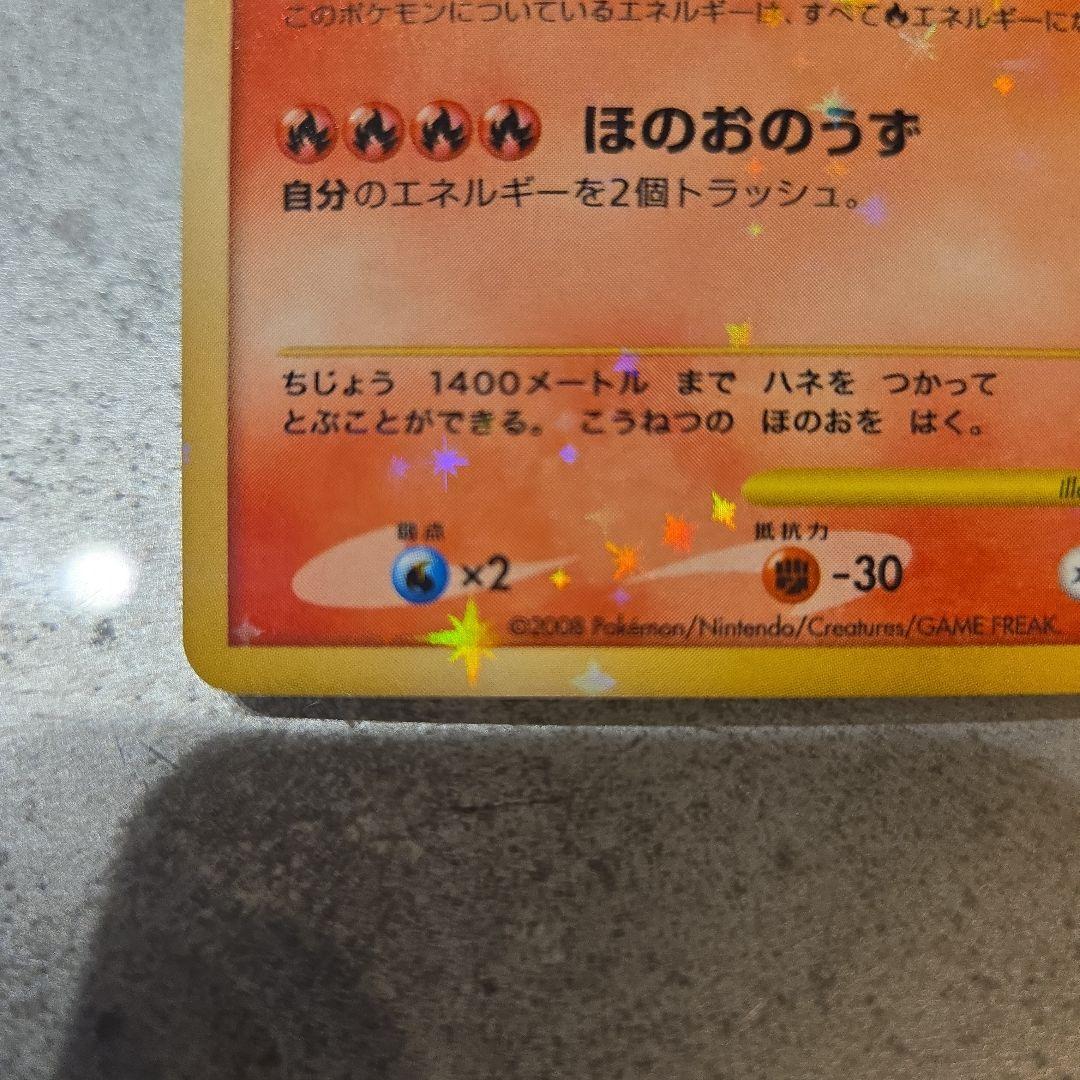 このポケモンについているエネルギーは、すべて🔥エネルギーにな
ほのおのうず
自分のエネルギーを2個トラッシュ。
ちじょう 1400メートル まで ハネを つかって
とぶことができる。 こうねつの ほのおを はく。
illu
弱点 抵抗力
×2 -30 ×
©2008 Pokémon/Nintendo/Creatures/GAME FREAK.